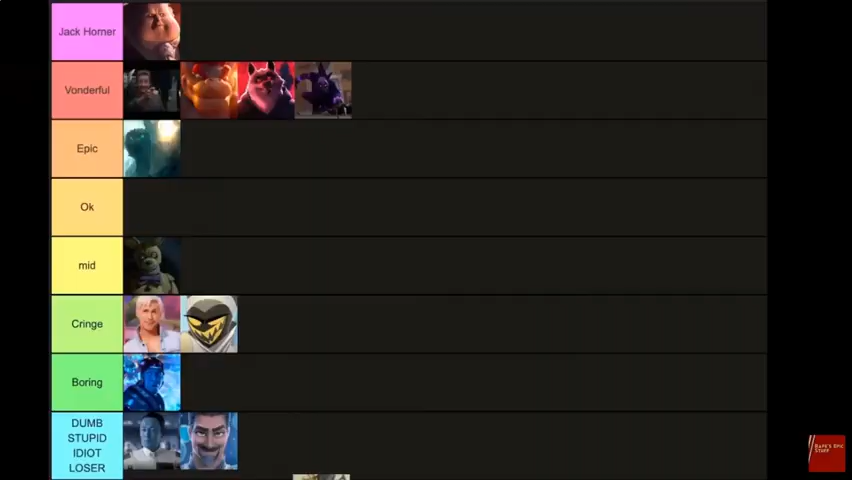 Jack Horner
Vonderful
Epic
Ok
mid
Cringe
Boring
DUMB
STUPID
IDIOT
LOSER